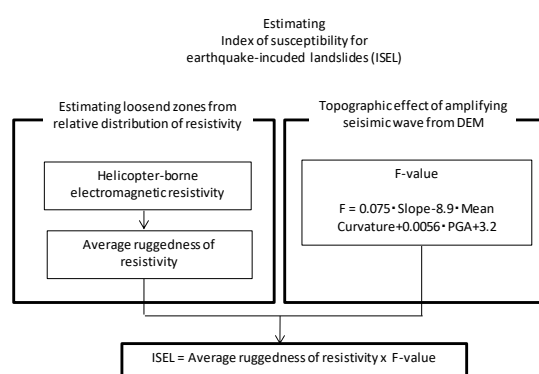 Estimating
Index of susceptibility for
earthquake-incuded landslides (ISEL)
Estimating loosend zones from
relative distribution of resistivity
Helicopter-borne
electromagnetic resistivity
Average ruggedness of
resistivity
Topographic effect of amplifying
seismic wave from DEM
F-value
F = 0.075・Slope-8.9・Mean
Curvature+0.0056・PGA+3.2
ISEL = Average ruggedness of resistivity x F-value